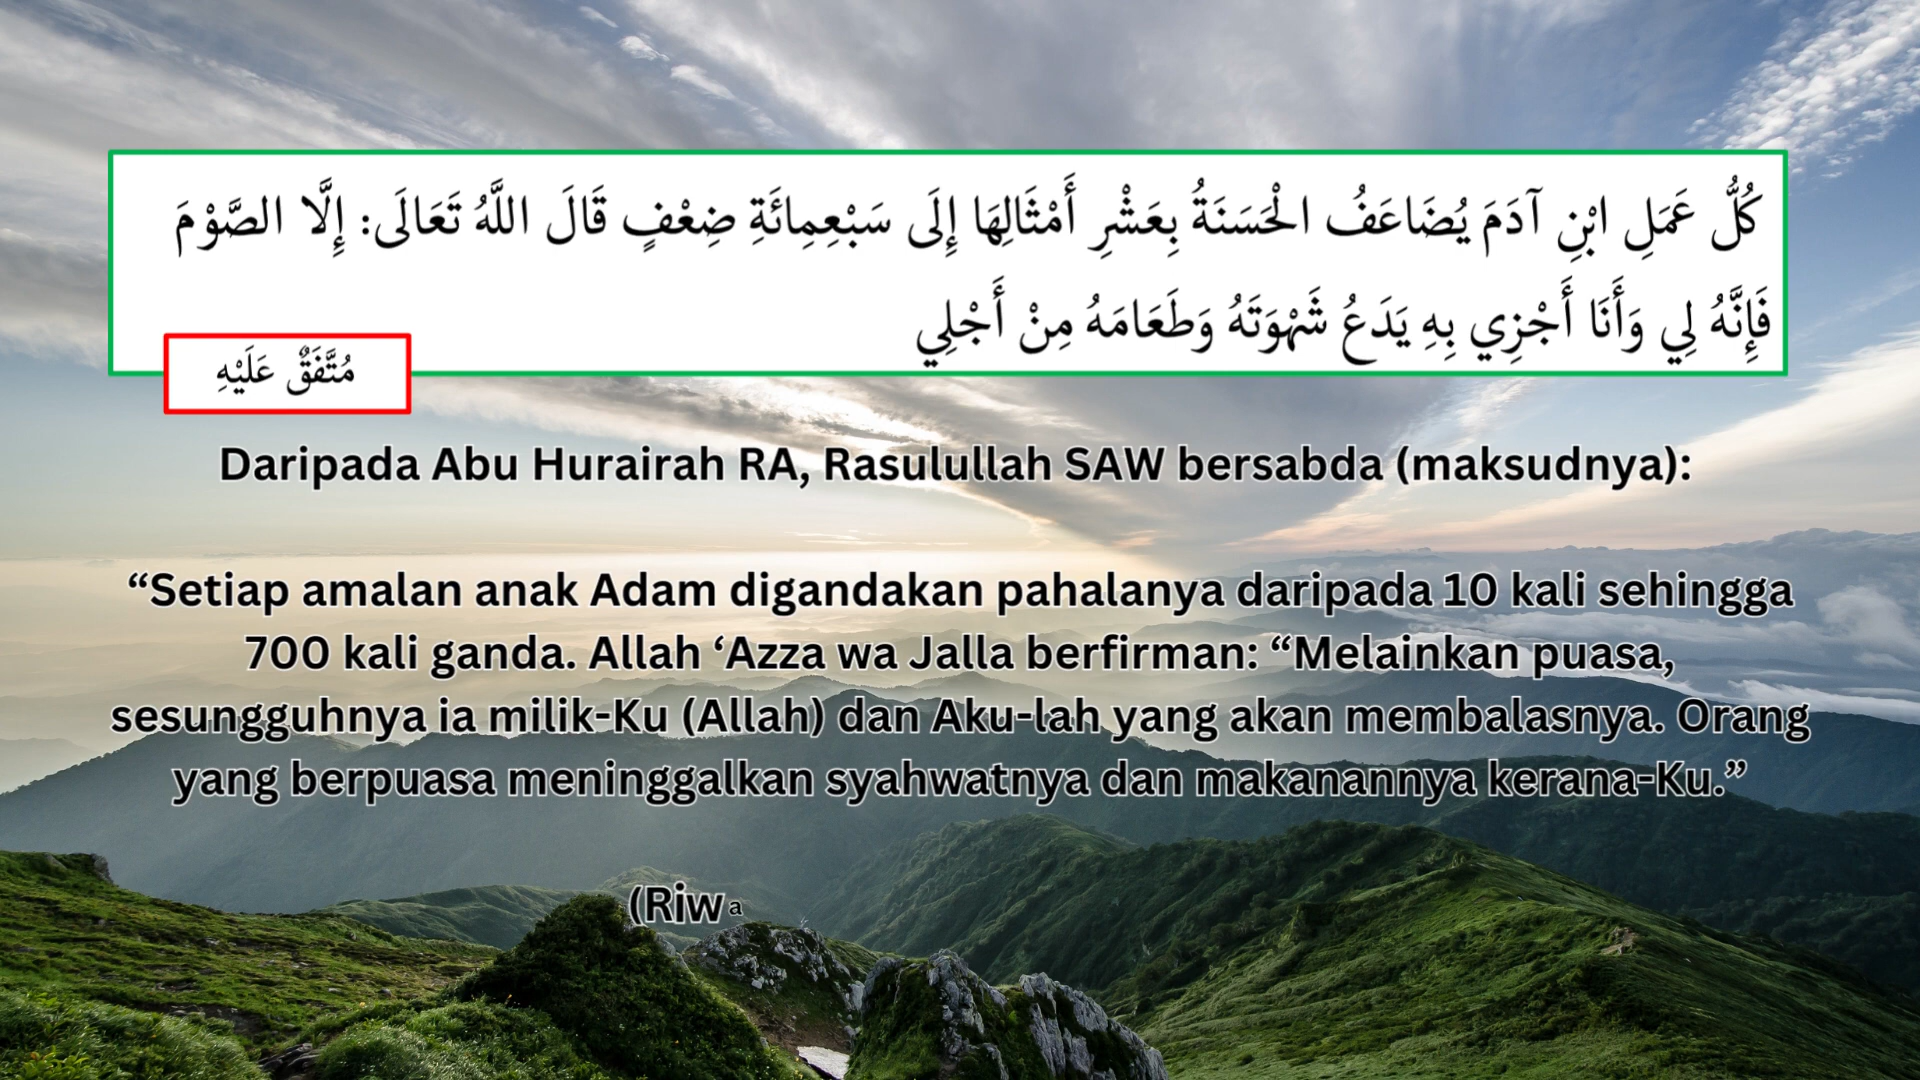 كُلُّ عَمَلِ ابْنِ آدَمَ يُضَاعَفُ الْحَسَنَةُ بِعَشْرِ أَمْثَالِهَا إِلَى سَبْعِمِائَةِ ضِعْفٍ قَالَ اللَّهُ تَعَالَى: إِلَّا الصَّوْمَ
فَإِنَّهُ لِي وَأَنَا أَجْزِي بِهِ يَدَعُ شَهْوَتَهُ وَطَعَامَهُ مِنْ أَجْلِي
مُتَّفَقٌ عَلَيْهِ
Daripada Abu Hurairah RA, Rasulullah SAW bersabda (maksudnya):
“Setiap amalan anak Adam digandakan pahalanya daripada 10 kali sehingga
700 kali ganda. Allah ‘Azza wa Jalla berfirman: “Melainkan puasa,
sesungguhnya ia milik-Ku (Allah) dan Aku-lah yang akan membalasnya. Orang
yang berpuasa meninggalkan syahwatnya dan makanannya kerana-Ku.”
(Riwa